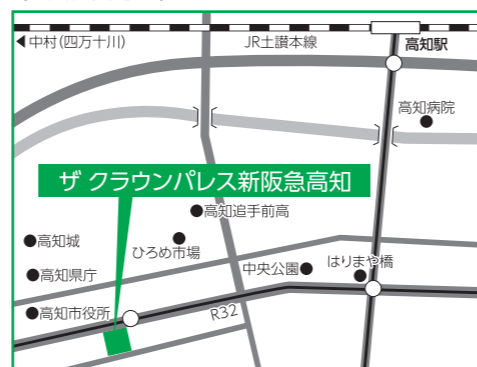 ◀中村(四万十川)
JR土讃本線
高知駅
高知病院
ザ クラウンパレス新阪急高知
●高知追手前高
●高知城
ひろめ市場
中央公園●
はりまや橋
●高知県庁
●高知市役所
R32